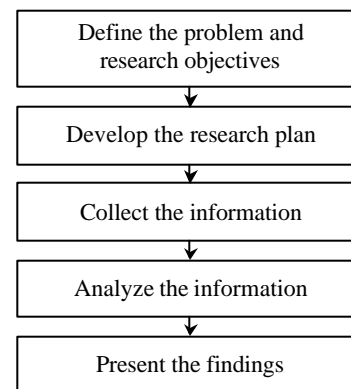 Define the problem and
research objectives
Develop the research plan
Collect the information
Analyze the information
Present the findings